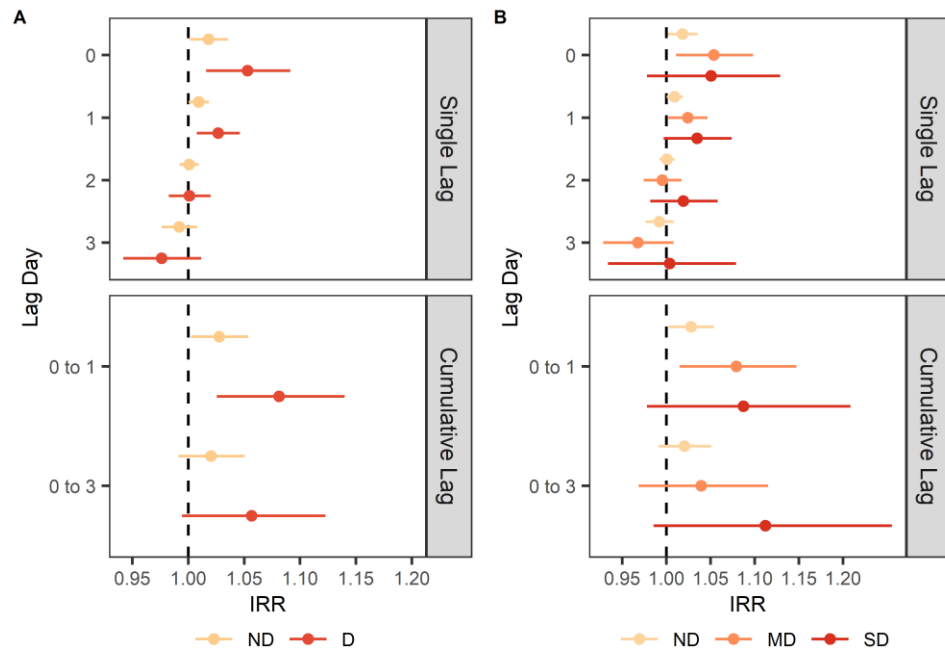 A
B
Lag Day
0
1
2
3
Single Lag
0 to 1
0 to 3
Cumulative Lag
0.95 1.00 1.05 1.10 1.15 1.20
IRR
ND D
Lag Day
0
1
2
3
Single Lag
0 to 1
0 to 3
Cumulative Lag
0.95 1.00 1.05 1.10 1.15 1.20
IRR
ND MD SD